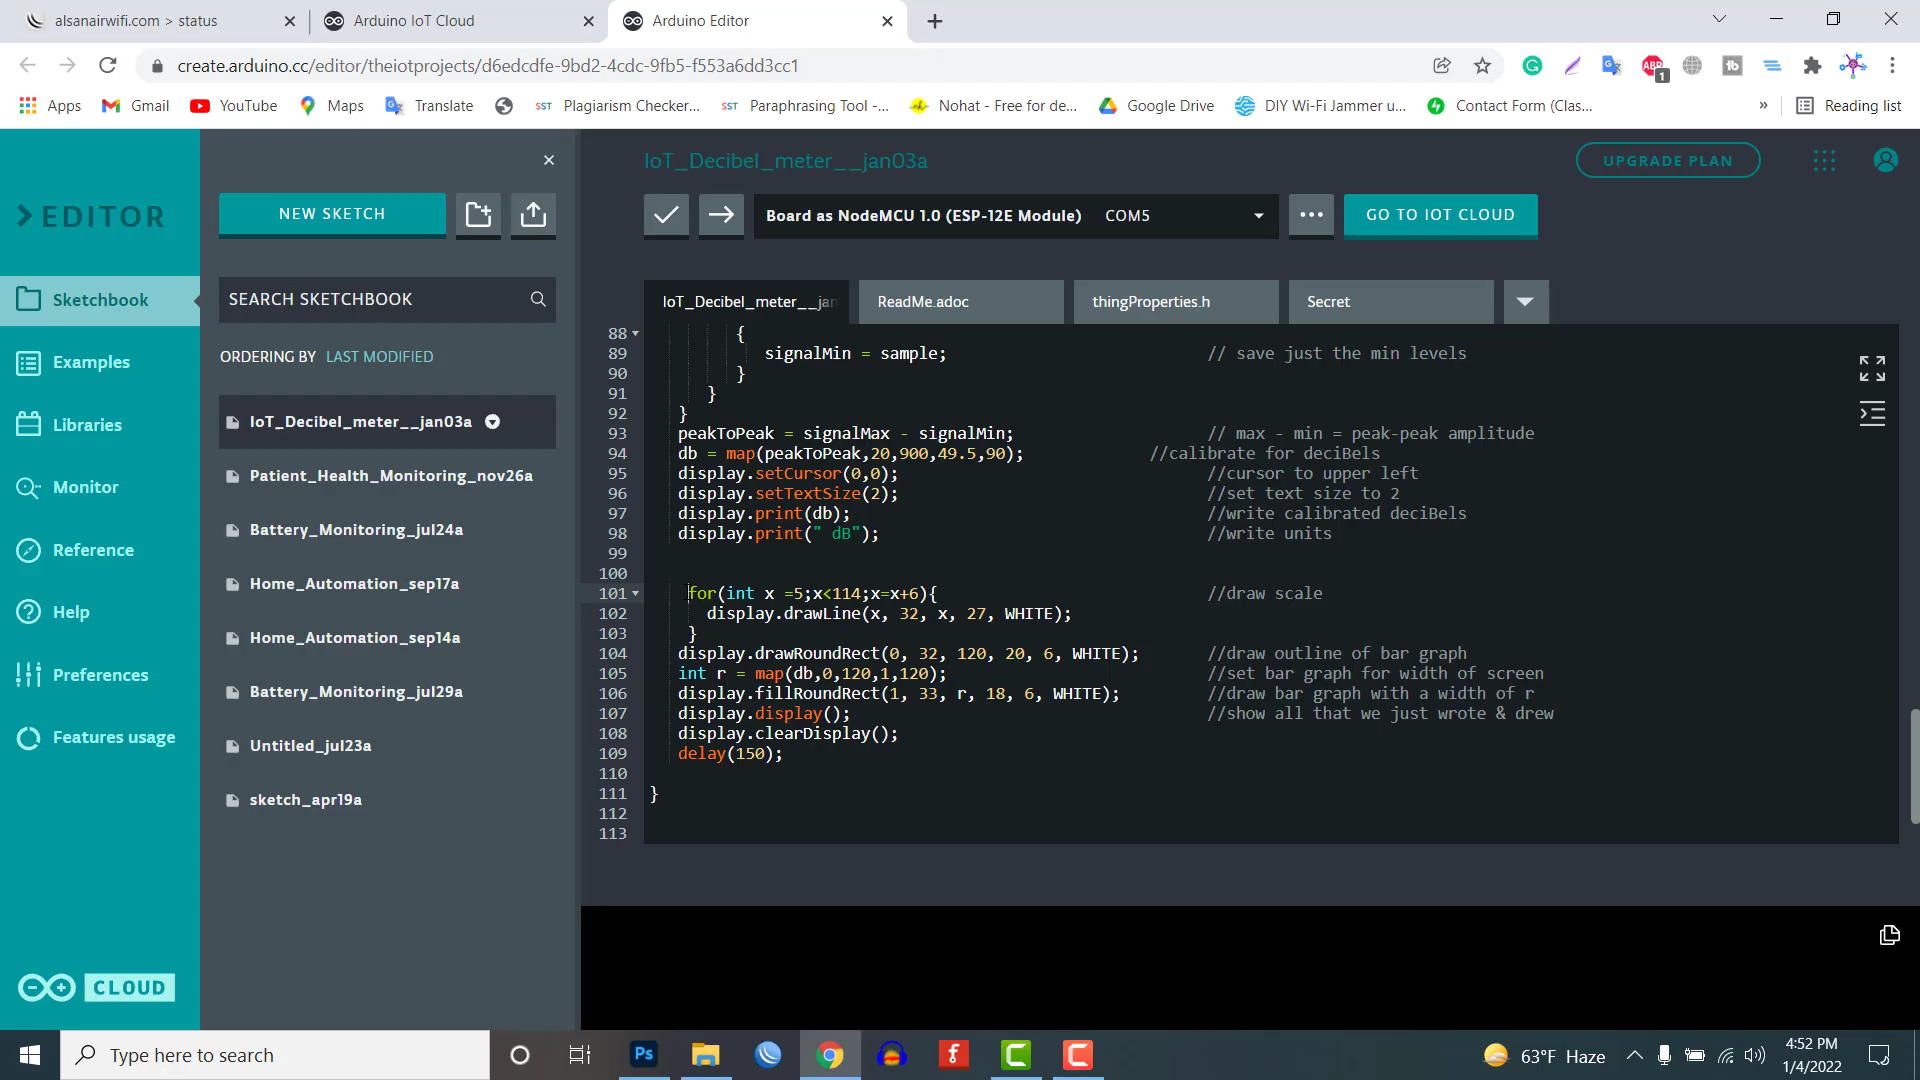 alsanairwifi.com > status
Arduino IoT Cloud
Arduino Editor
create.arduino.cc/editor/theiotprojects/d6edcdfe-9bd2-4cdc-9fb5-f553a6dd3cc1
ABP
1
Apps
Gmail
YouTube
Maps
Translate
SST Plagiarism Checker...
SST Paraphrasing Tool -...
Nohat - Free for de...
Google Drive
DIY Wi-Fi Jammer u...
Contact Form (Clas...
»
Reading list
IoT_Decibel_meter__jan03a
UPGRADE PLAN
EDITOR
NEW SKETCH
Board as NodeMCU 1.0 (ESP-12E Module) COM5
GO TO IOT CLOUD
Sketchbook
Examples
Libraries
Monitor
Reference
Help
Preferences
Features usage
CLOUD
SEARCH SKETCHBOOK
ORDERING BY LAST MODIFIED
IoT_Decibel_meter__jan03a
Patient_Health_Monitoring_nov26a
Battery_Monitoring_jul24a
Home_Automation_sep17a
Home_Automation_sep14a
Battery_Monitoring_jul29a
Untitled_jul23a
sketch_apr19a
IoT_Decibel_meter__jan
ReadMe.adoc
thingProperties.h
Secret
88 {
89 signalMin = sample; // save just the min levels
90 }
91 }
92 }
93 peakToPeak = signalMax - signalMin; // max - min = peak-peak amplitude
94 db = map(peakToPeak,20,900,49.5,90); //calibrate for deciBels
95 display.setCursor(0,0); //cursor to upper left
96 display.setTextSize(2); //set text size to 2
97 display.print(db); //write calibrated deciBels
98 display.print(" dB"); //write units
99
100
101 for(int x =5;x<114;x=x+6){ //draw scale
102 display.drawLine(x, 32, x, 27, WHITE);
103 }
104 display.drawRoundRect(0, 32, 120, 20, 6, WHITE); //draw outline of bar graph
105 int r = map(db,0,120,1,120); //set bar graph for width of screen
106 display.fillRoundRect(1, 33, r, 18, 6, WHITE); //draw bar graph with a width of r
107 display.display(); //show all that we just wrote & drew
108 display.clearDisplay();
109 delay(150);
110
111 }
112
113
Type here to search
Ps
63°F Haze
4:52 PM
1/4/2022